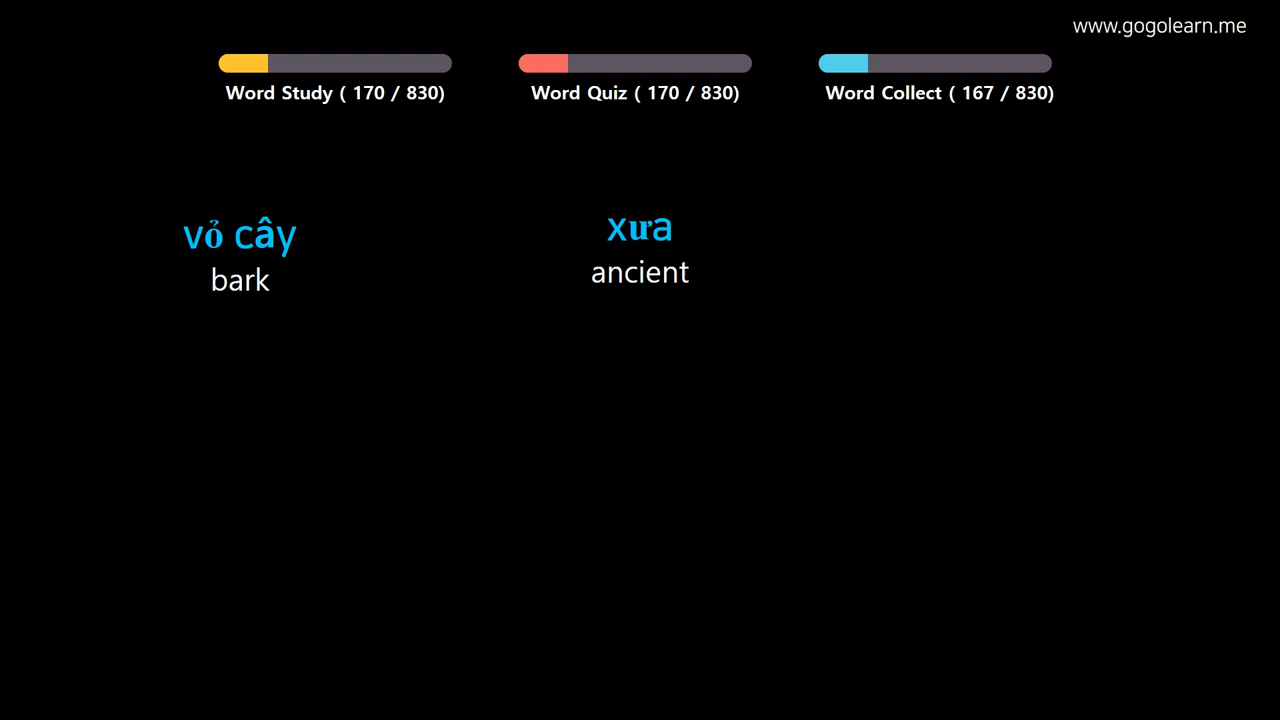 www.gogolearn.me
Word Study ( 170 / 830)
Word Quiz ( 170 / 830)
Word Collect ( 167 / 830)
vỏ cây
bark
xưa
ancient